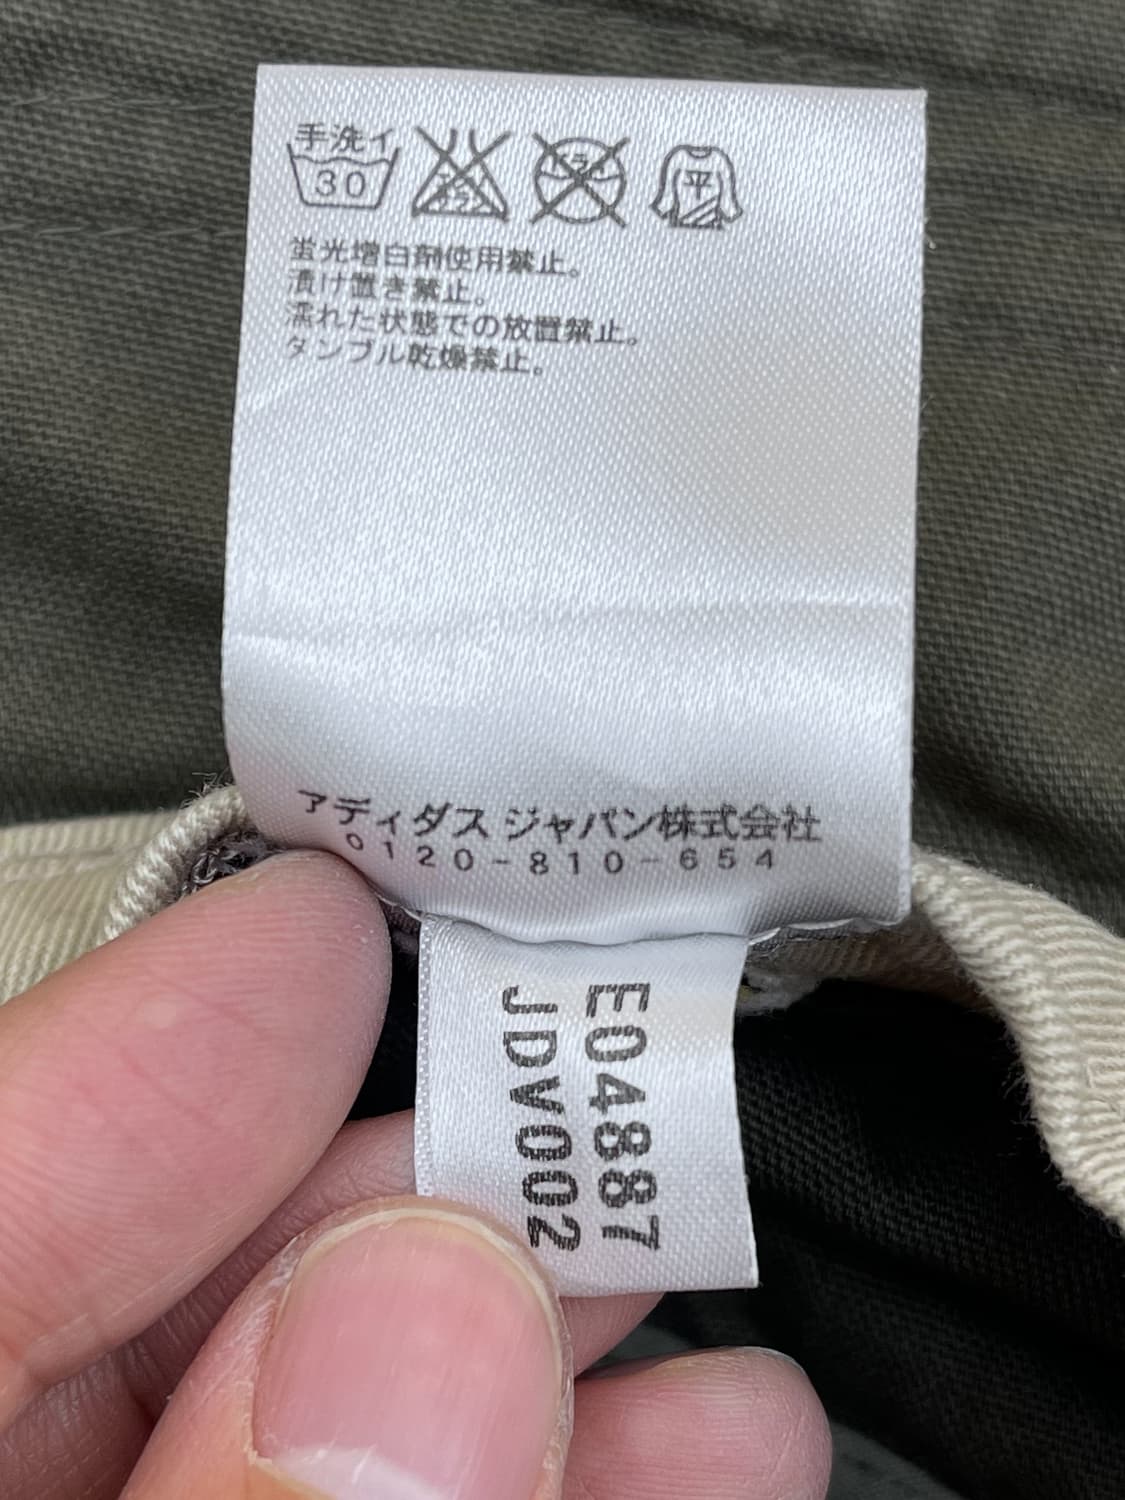 手洗イ
30
エンソサラシ
ドライ
平
蛍光増白剤使用禁止。
漬け置き禁止。
濡れた状態での放置禁止。
タンブル乾燥禁止。
アディダス ジャパン株式会社
0120-810-654
E04887
JDV002